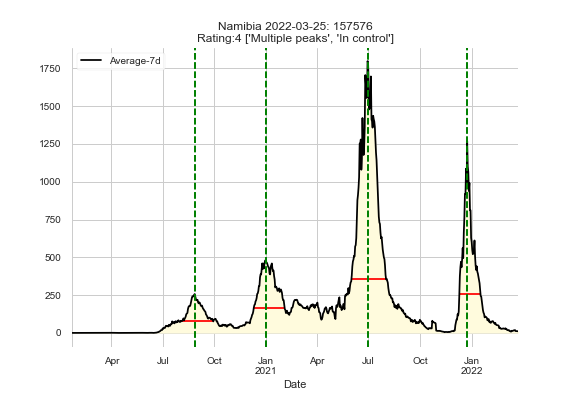 Namibia 2022-03-25: 157576
Rating:4 ['Multiple peaks', 'In control']
Average-7d
1750
1500
1250
1000
750
500
250
0
Apr
Jul
Oct
Jan
2021
Apr
Jul
Oct
Jan
2022
Date